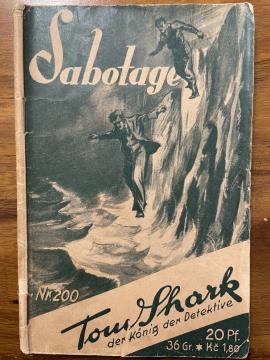 Sabotage
Nr. 200
Tom Shark
der König der Detektive
20 Pf.
36 Gr. * Kč 1,80